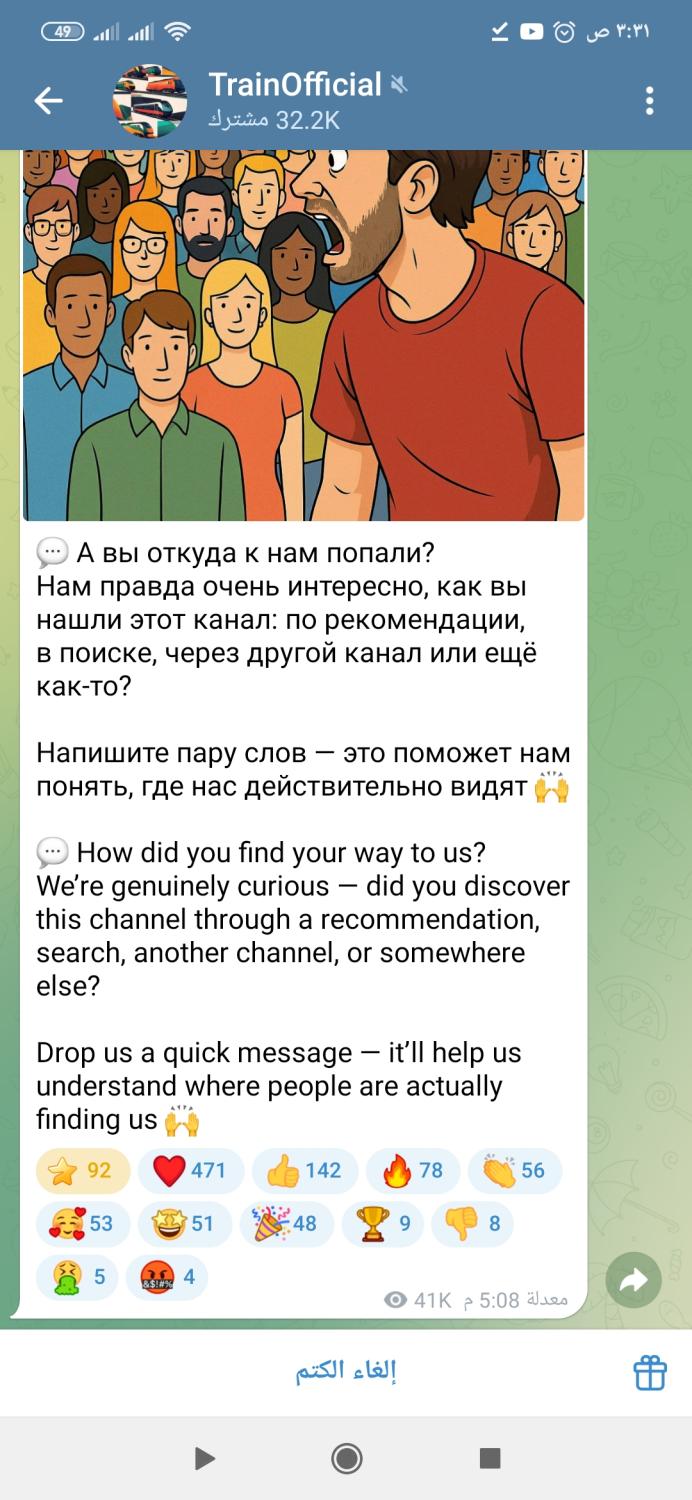 49
٣:٣١ ص
TrainOfficial
32.2K مشترك
💬 А вы откуда к нам попали?
Нам правда очень интересно, как вы
нашли этот канал: по рекомендации,
в поиске, через другой канал или ещё
как-то?
Напишите пару слов — это поможет нам
понять, где нас действительно видят 🙌
💬 How did you find your way to us?
We’re genuinely curious — did you discover
this channel through a recommendation,
search, another channel, or somewhere
else?
Drop us a quick message — it’ll help us
understand where people are actually
finding us 🙌
⭐ 92 ❤️ 471 👍 142 🔥 78 👏 56
🥰 53 🤩 51 🎉 48 🏆 9 👎 8
🤮 5 🤬 4
41K معدلة 5:08 م
إلغاء الكتم